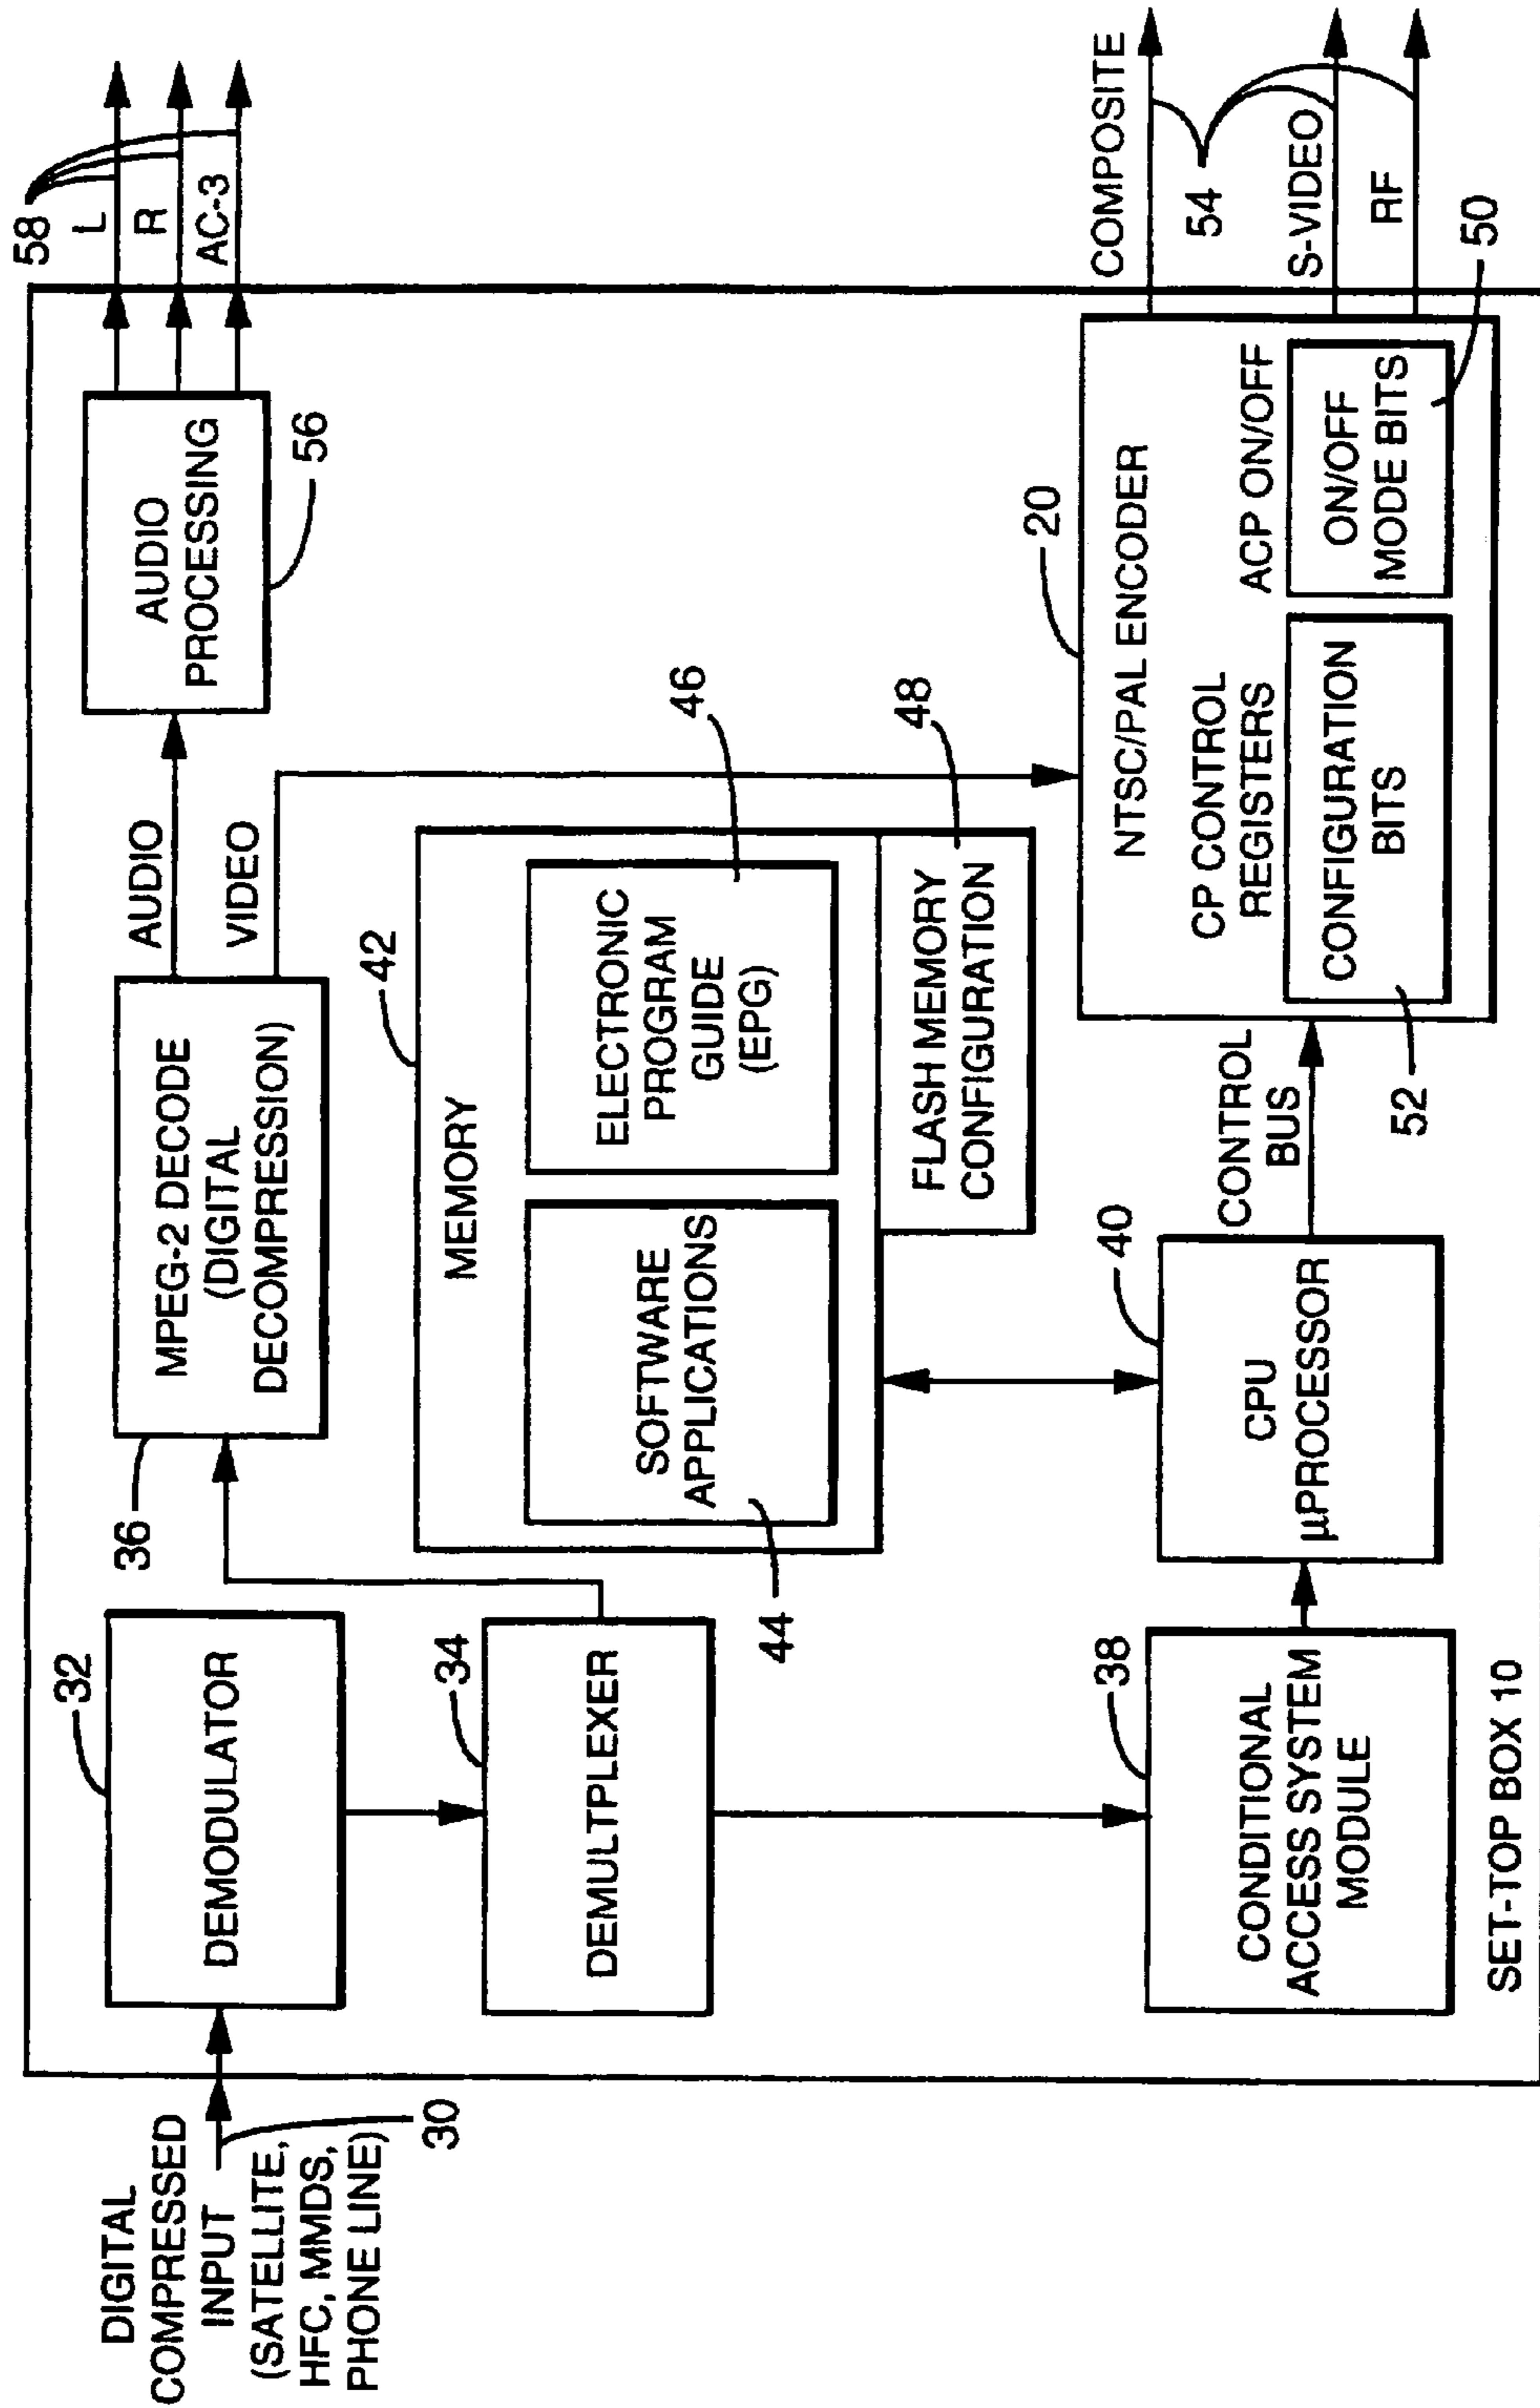 DIGITAL
COMPRESSED
INPUT
(SATELLITE,
HFC, MMDS,
PHONE LINE)
30
32
DEMODULATOR
34
DEMULTPLEXER
38
CONDITIONAL
ACCESS SYSTEM
MODULE
SET-TOP BOX 10
36
MPEG-2 DECODE
(DIGITAL
DECOMPRESSION)
AUDIO
VIDEO
42
MEMORY
SOFTWARE
APPLICATIONS
44
ELECTRONIC
PROGRAM
GUIDE
(EPG)
46
FLASH MEMORY
CONFIGURATION
48
40
CPU
µPROCESSOR
CONTROL
BUS
AUDIO
PROCESSING
56
58
L
R
AC-3
20
NTSC/PAL ENCODER
CP CONTROL
REGISTERS
ACP ON/OFF
CONFIGURATION
BITS
52
ON/OFF
MODE BITS
50
COMPOSITE
54
S-VIDEO
RF